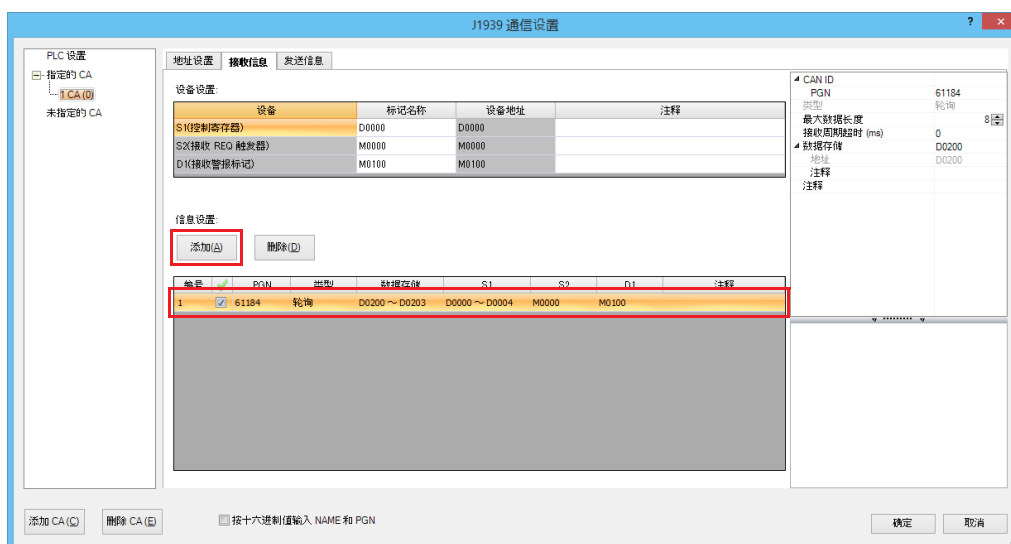 J1939 通信设置
? ×
PLC 设置
指定的 CA
1 CA (0)
未指定的 CA
地址设置 接收信息 发送信息
设备设置:
设备 标记名称 设备地址 注释
S1(控制寄存器) D0000 D0000
S2(接收 REQ 触发器) M0000 M0000
D1(接收警报标记) M0100 M0100
信息设置:
添加(A) 删除(D)
编号 PGN 类型 数据存储 S1 S2 D1 注释
1 61184 轮询 D0200 ~ D0203 D0000 ~ D0004 M0000 M0100
CAN ID
PGN 61184
类型 轮询
最大数据长度 8
接收周期超时 (ms) 0
数据存储 D0200
地址 D0200
注释
注释
添加 CA (C) 删除 CA (E) 按十六进制值输入 NAME 和 PGN 确定 取消